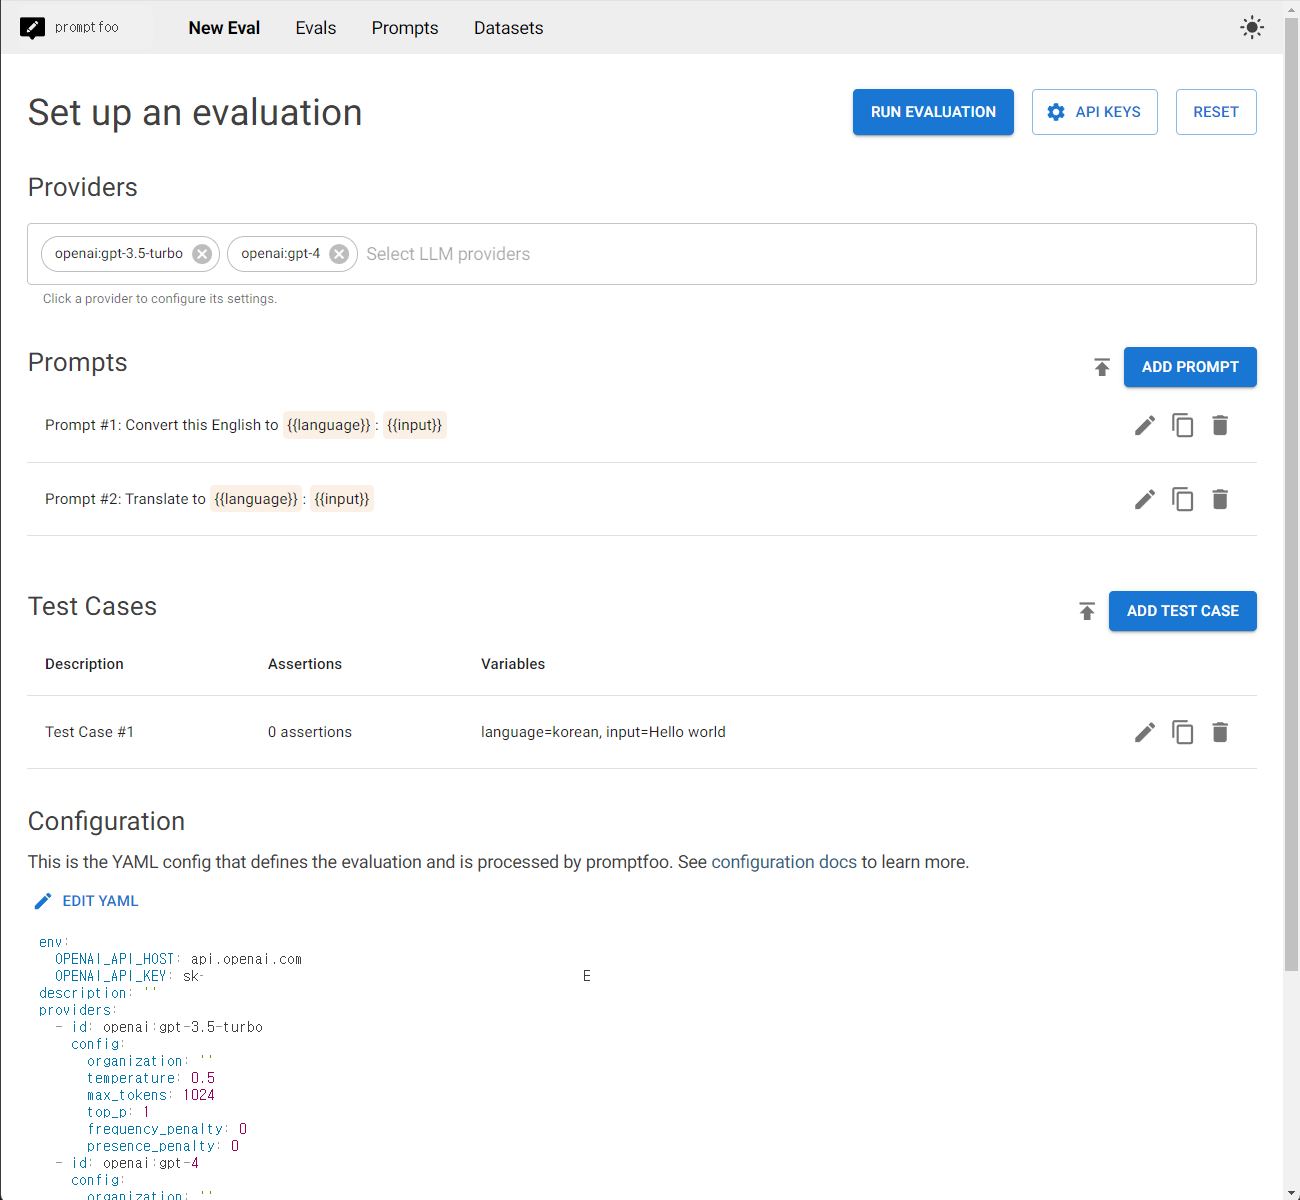 promptfoo New Eval Evals Prompts Datasets
Set up an evaluation RUN EVALUATION API KEYS RESET
Providers
openai:gpt-3.5-turbo openai:gpt-4 Select LLM providers
Click a provider to configure its settings.
Prompts ADD PROMPT
Prompt #1: Convert this English to {{language}} : {{input}}
Prompt #2: Translate to {{language}} : {{input}}
Test Cases ADD TEST CASE
Description Assertions Variables
Test Case #1 0 assertions language=korean, input=Hello world
Configuration
This is the YAML config that defines the evaluation and is processed by promptfoo. See configuration docs to learn more.
EDIT YAML
env:
OPENAI_API_HOST: api.openai.com
OPENAI_API_KEY: sk- E
description: ''
providers:
- id: openai:gpt-3.5-turbo
config:
organization: ''
temperature: 0.5
max_tokens: 1024
top_p: 1
frequency_penalty: 0
presence_penalty: 0
- id: openai:gpt-4
config:
organization: ''